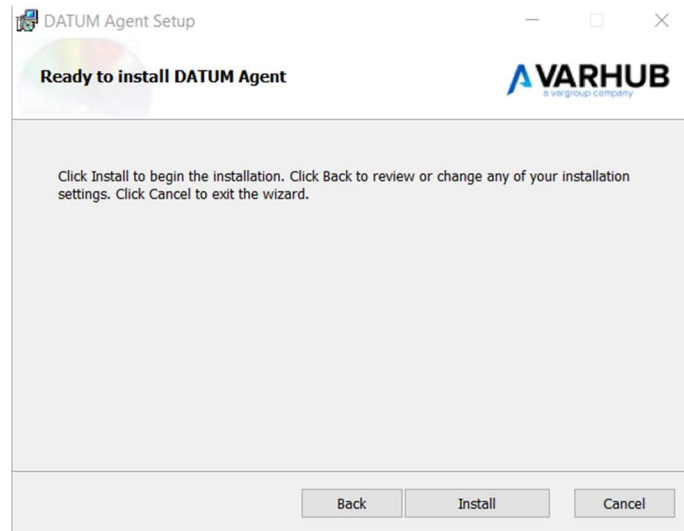 DATUM Agent Setup
Ready to install DATUM Agent
VARHUB
a vargroup company
Click Install to begin the installation. Click Back to review or change any of your installation
settings. Click Cancel to exit the wizard.
Back
Install
Cancel